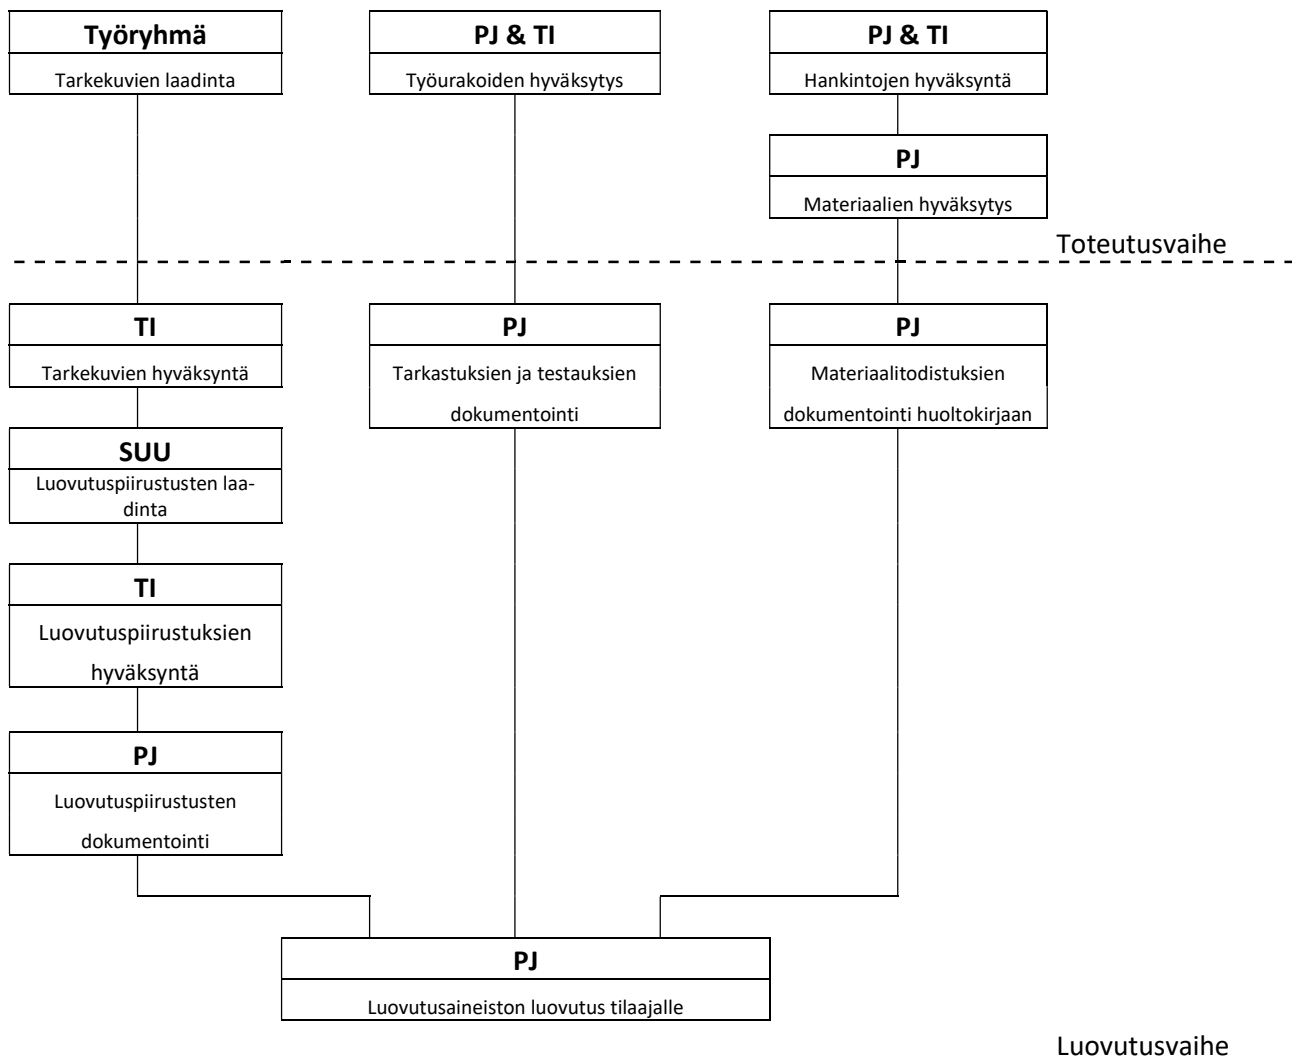 Työryhmä
Tarkekuvien laadinta
PJ & TI
Työurakoiden hyväksytys
PJ & TI
Hankintojen hyväksyntä
PJ
Materiaalien hyväksytys
Toteutusvaihe
TI
Tarkekuvien hyväksyntä
PJ
Tarkastuksien ja testauksien
dokumentointi
PJ
Materiaalitodistuksien
dokumentointi huoltokirjaan
SUU
Luovutuspiirustusten laa-
dinta
TI
Luovutuspiirustuksien
hyväksyntä
PJ
Luovutuspiirustusten
dokumentointi
PJ
Luovutusaineiston luovutus tilaajalle
Luovutusvaihe